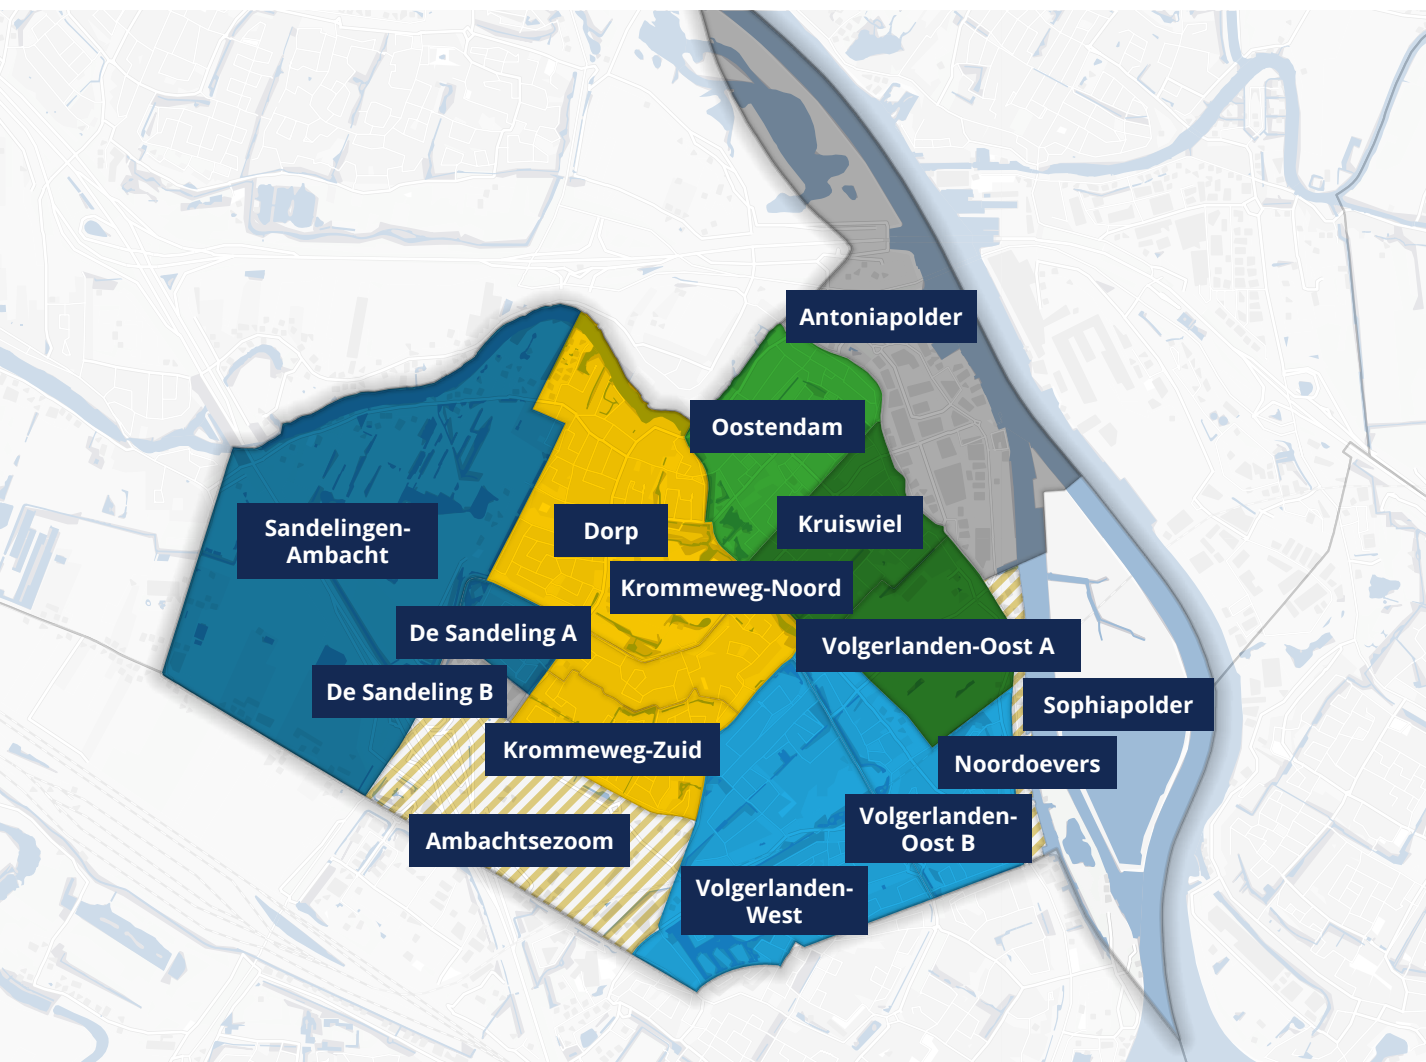 Antoniapolder
Oostendam
Sandelingen-
Ambacht
Dorp
Kruiswiel
Krommeweg-Noord
De Sandeling A
Volgerlanden-Oost A
De Sandeling B
Sophiapolder
Krommeweg-Zuid
Noordoevers
Ambachtsezoom
Volgerlanden-
Oost B
Volgerlanden-
West